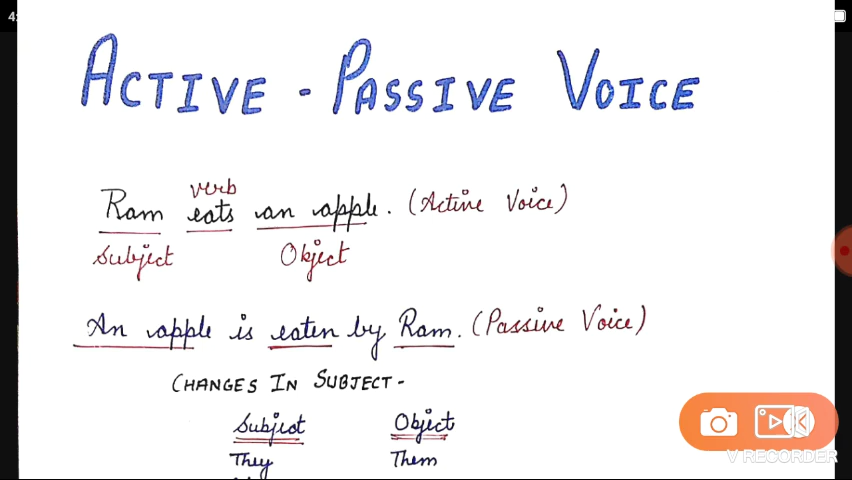 4:
ACTIVE - PASSIVE VOICE
verb
Ram eats an apple. (Active Voice)
Subject Object
An apple is eaten by Ram. (Passive Voice)
CHANGES IN SUBJECT -
Subject Object
They Them
V RECORDER